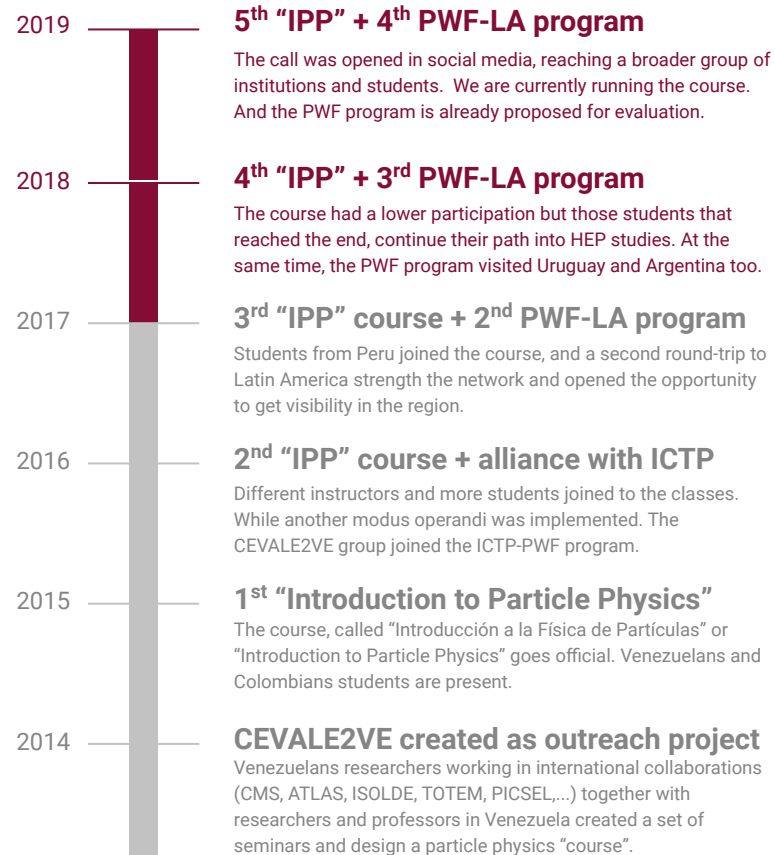 2019
5th “IPP” + 4th PWF-LA program
The call was opened in social media, reaching a broader group of
institutions and students. We are currently running the course.
And the PWF program is already proposed for evaluation.
2018
4th “IPP” + 3rd PWF-LA program
The course had a lower participation but those students that
reached the end, continue their path into HEP studies. At the
same time, the PWF program visited Uruguay and Argentina too.
2017
3rd “IPP” course + 2nd PWF-LA program
Students from Peru joined the course, and a second round-trip to
Latin America strength the network and opened the opportunity
to get visibility in the region.
2016
2nd “IPP” course + alliance with ICTP
Different instructors and more students joined to the classes.
While another modus operandi was implemented. The
CEVALE2VE group joined the ICTP-PWF program.
2015
1st “Introduction to Particle Physics”
The course, called “Introducción a la Física de Partículas” or
“Introduction to Particle Physics” goes official. Venezuelans and
Colombians students are present.
2014
CEVALE2VE created as outreach project
Venezuelans researchers working in international collaborations
(CMS, ATLAS, ISOLDE, TOTEM, PICSEL,...) together with
researchers and professors in Venezuela created a set of
seminars and design a particle physics “course”.